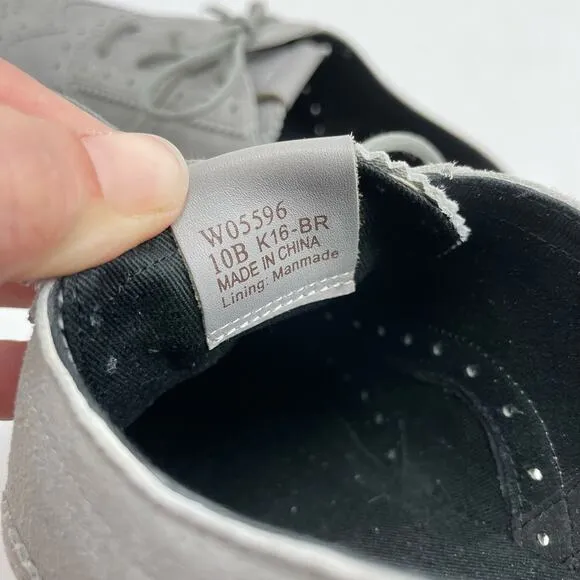 W05596
10B K16-BR
MADE IN CHINA
Lining: Manmade